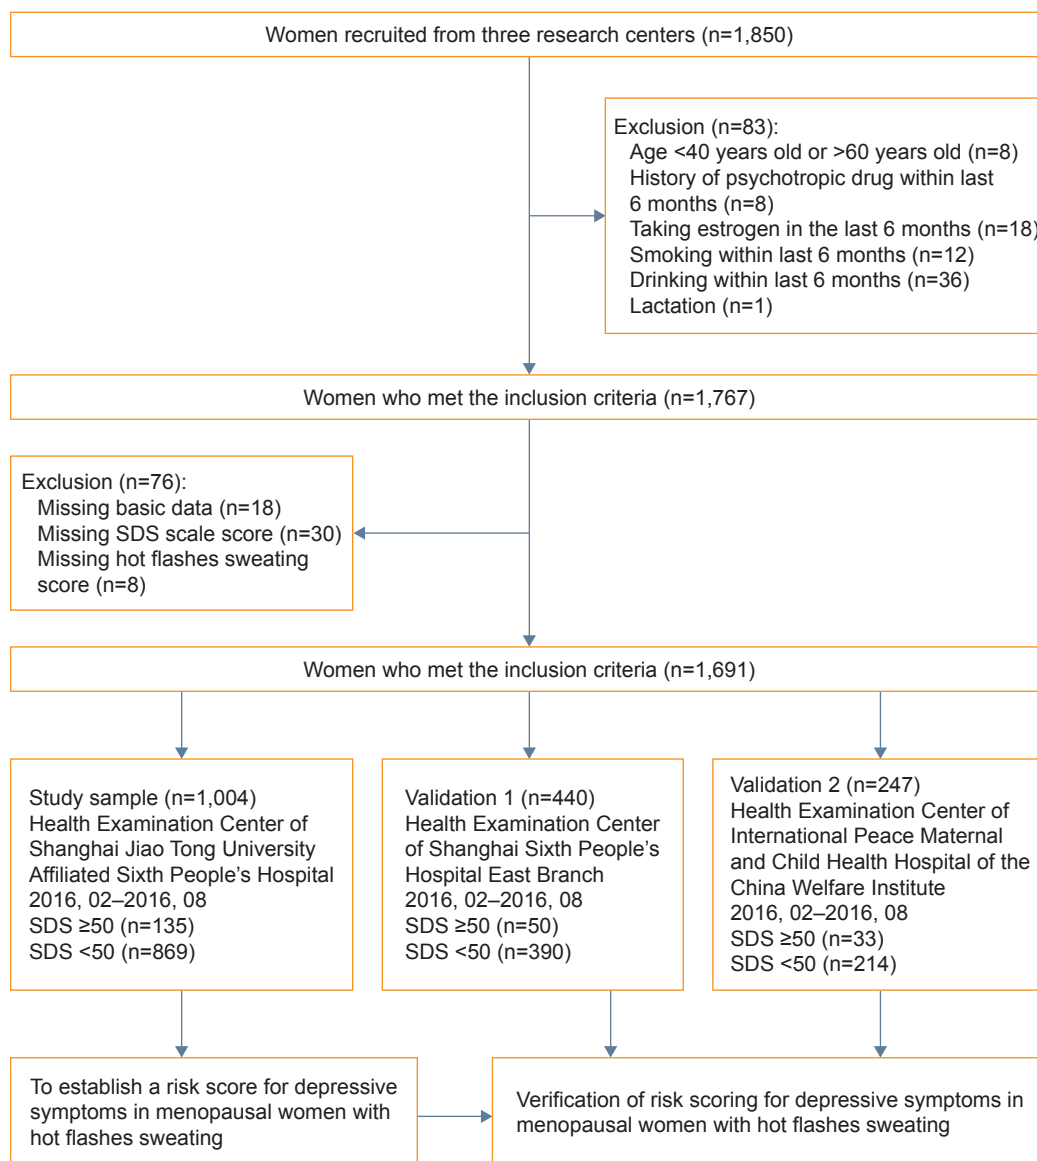 Women recruited from three research centers (n=1,850)
Exclusion (n=83):
Age <40 years old or >60 years old (n=8)
History of psychotropic drug within last
6 months (n=8)
Taking estrogen in the last 6 months (n=18)
Smoking within last 6 months (n=12)
Drinking within last 6 months (n=36)
Lactation (n=1)
Women who met the inclusion criteria (n=1,767)
Exclusion (n=76):
Missing basic data (n=18)
Missing SDS scale score (n=30)
Missing hot flashes sweating
score (n=8)
Women who met the inclusion criteria (n=1,691)
Study sample (n=1,004)
Health Examination Center of
Shanghai Jiao Tong University
Affiliated Sixth People's Hospital
2016, 02–2016, 08
SDS ≥50 (n=135)
SDS <50 (n=869)
Validation 1 (n=440)
Health Examination Center
of Shanghai Sixth People's
Hospital East Branch
2016, 02–2016, 08
SDS ≥50 (n=50)
SDS <50 (n=390)
Validation 2 (n=247)
Health Examination Center of
International Peace Maternal
and Child Health Hospital of the
China Welfare Institute
2016, 02–2016, 08
SDS ≥50 (n=33)
SDS <50 (n=214)
To establish a risk score for depressive
symptoms in menopausal women with
hot flashes sweating
Verification of risk scoring for depressive symptoms in
menopausal women with hot flashes sweating